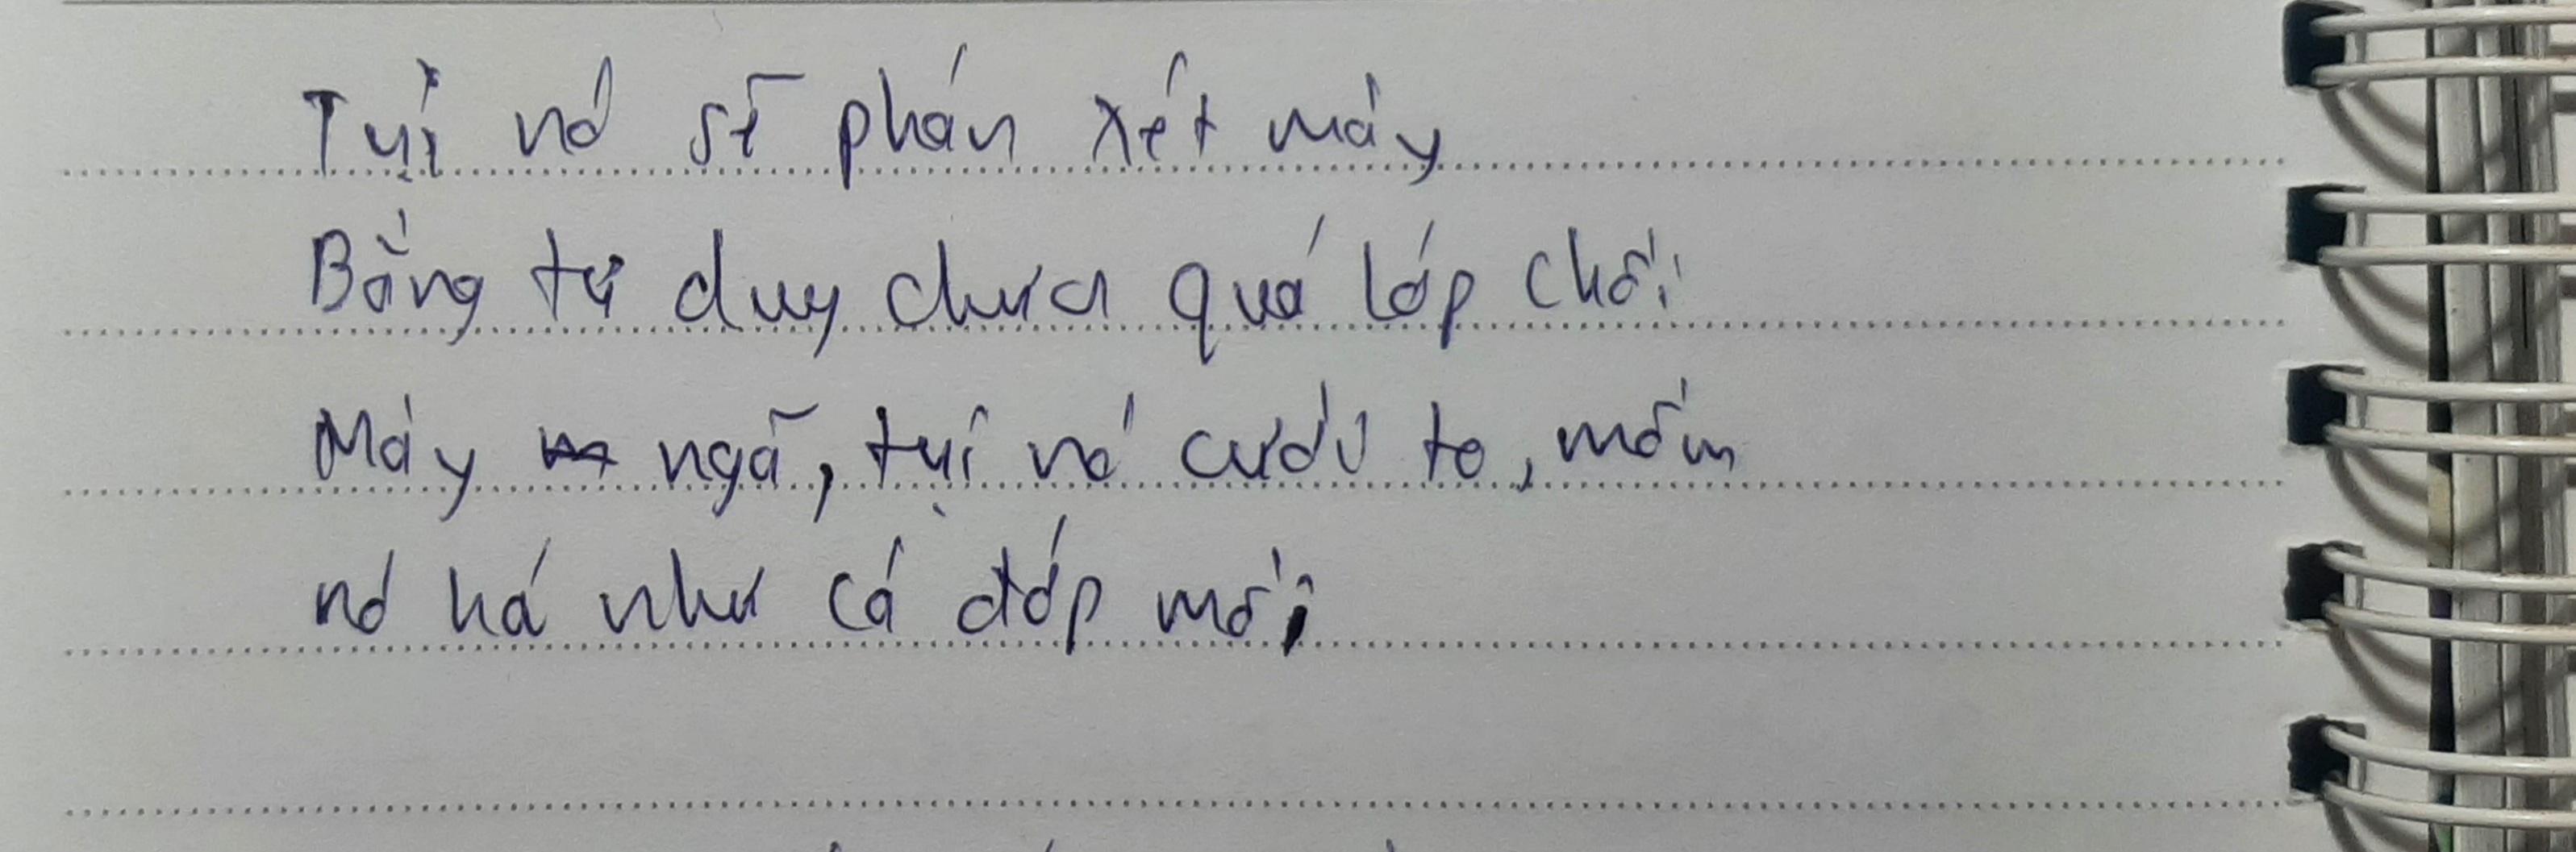 Tụi nó sẽ phán xét mày
Bằng tư duy chưa quá lớp chồi
Mày ngã, tụi nó cười to, mồm
nó há như cá đớp mồi